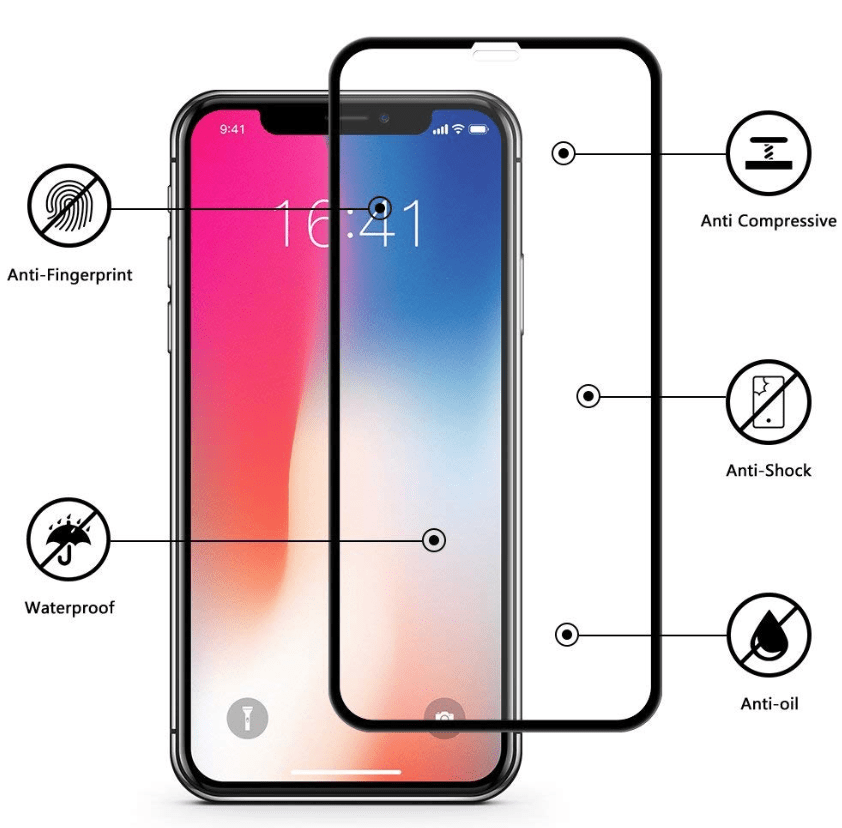 9:41
16:41
Anti-Fingerprint
Waterproof
Anti Compressive
Anti-Shock
Anti-oil